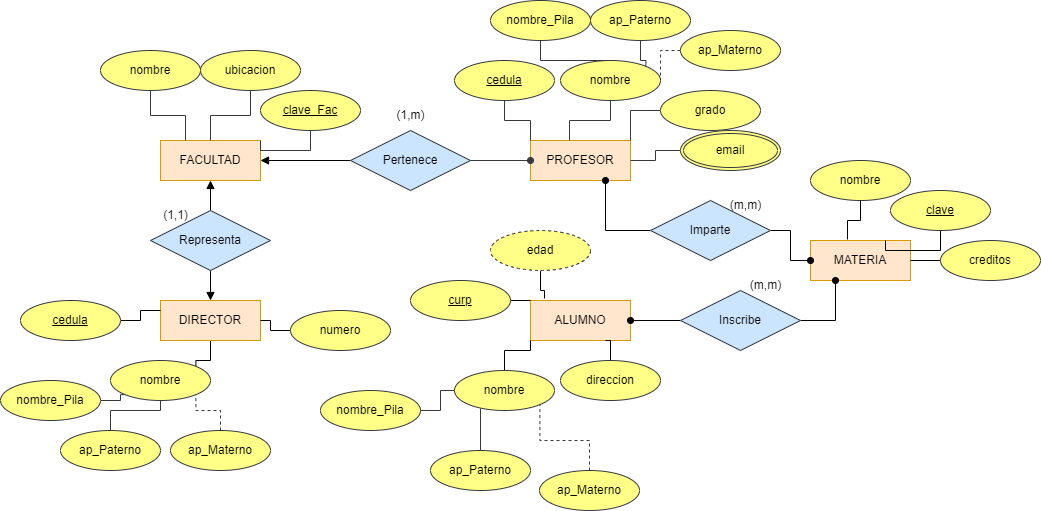 nombre_Pila
ap_Paterno
ap_Materno
nombre
ubicacion
cedula
nombre
clave_Fac
(1,m)
grado
FACULTAD
Pertenece
PROFESOR
email
nombre
(m,m)
clave
(1,1)
Representa
Imparte
edad
MATERIA
creditos
(m,m)
curp
cedula
DIRECTOR
numero
ALUMNO
Inscribe
nombre
nombre
direccion
nombre_Pila
nombre_Pila
ap_Paterno
ap_Materno
ap_Paterno
ap_Materno